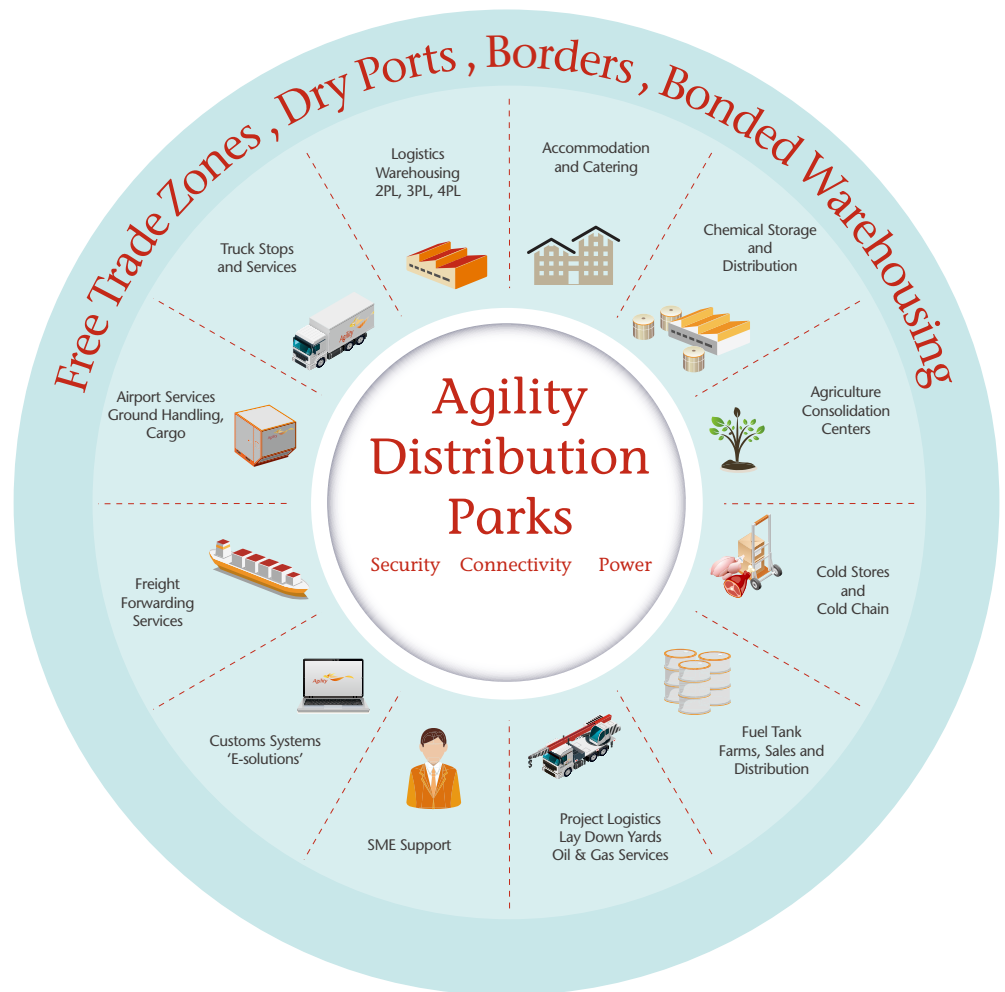 Free Trade Zones , Dry Ports , Borders , Bonded Warehousing
Agility
Distribution
Parks
Security Connectivity Power
Accommodation
and Catering
Chemical Storage
and
Distribution
Agriculture
Consolidation
Centers
Cold Stores
and
Cold Chain
Fuel Tank
Farms, Sales and
Distribution
Project Logistics
Lay Down Yards
Oil & Gas Services
SME Support
Customs Systems
‘E-solutions’
Agility
Freight
Forwarding
Services
Airport Services
Ground Handling,
Cargo
Truck Stops
and Services
Agility
Logistics
Warehousing
2PL, 3PL, 4PL